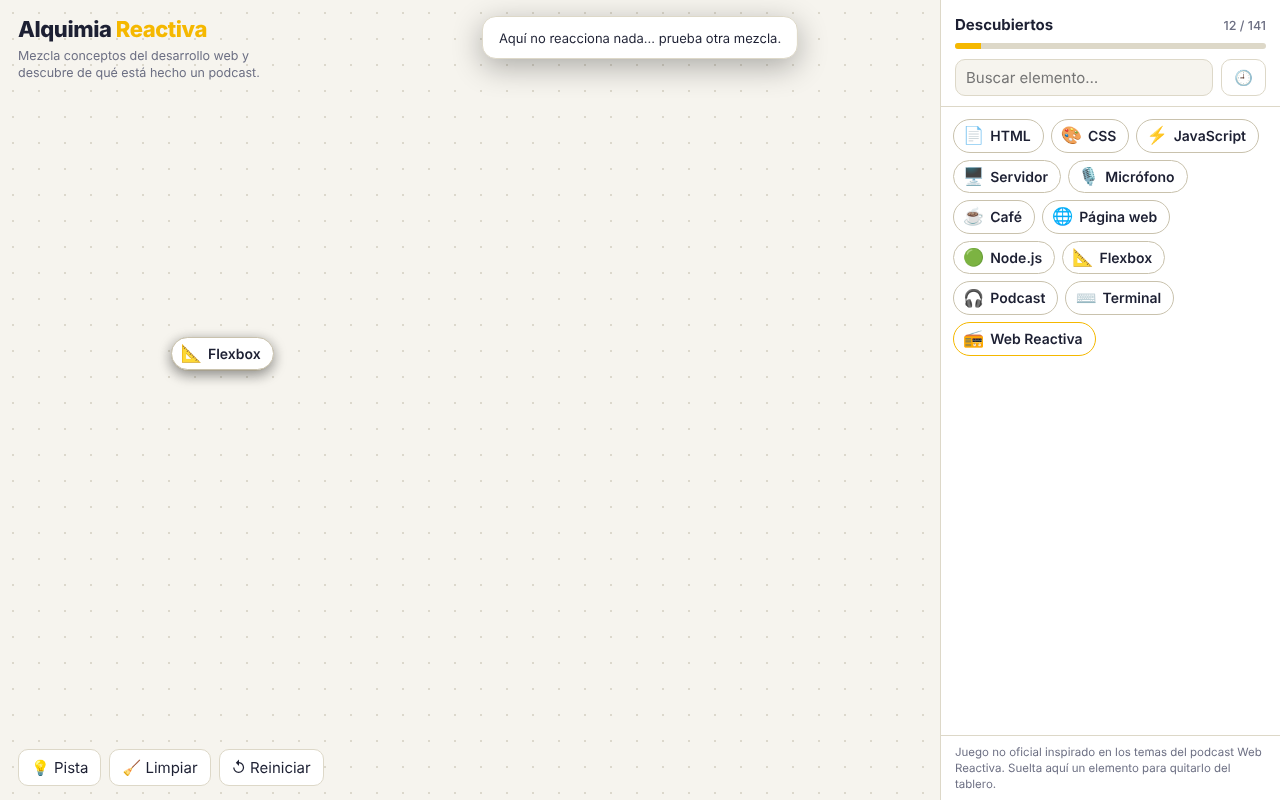 Alquimia Reactiva
Mezcla conceptos del desarrollo web y
descubre de qué está hecho un podcast.
Aquí no reacciona nada... prueba otra mezcla.
Flexbox
Pista
Limpiar
Reiniciar
Descubiertos
12 / 141
Buscar elemento...
HTML
CSS
JavaScript
Servidor
Micrófono
Café
Página web
Node.js
Flexbox
Podcast
Terminal
Web Reactiva
Juego no oficial inspirado en los temas del podcast Web
Reactiva. Suelta aquí un elemento para quitarlo del
tablero.